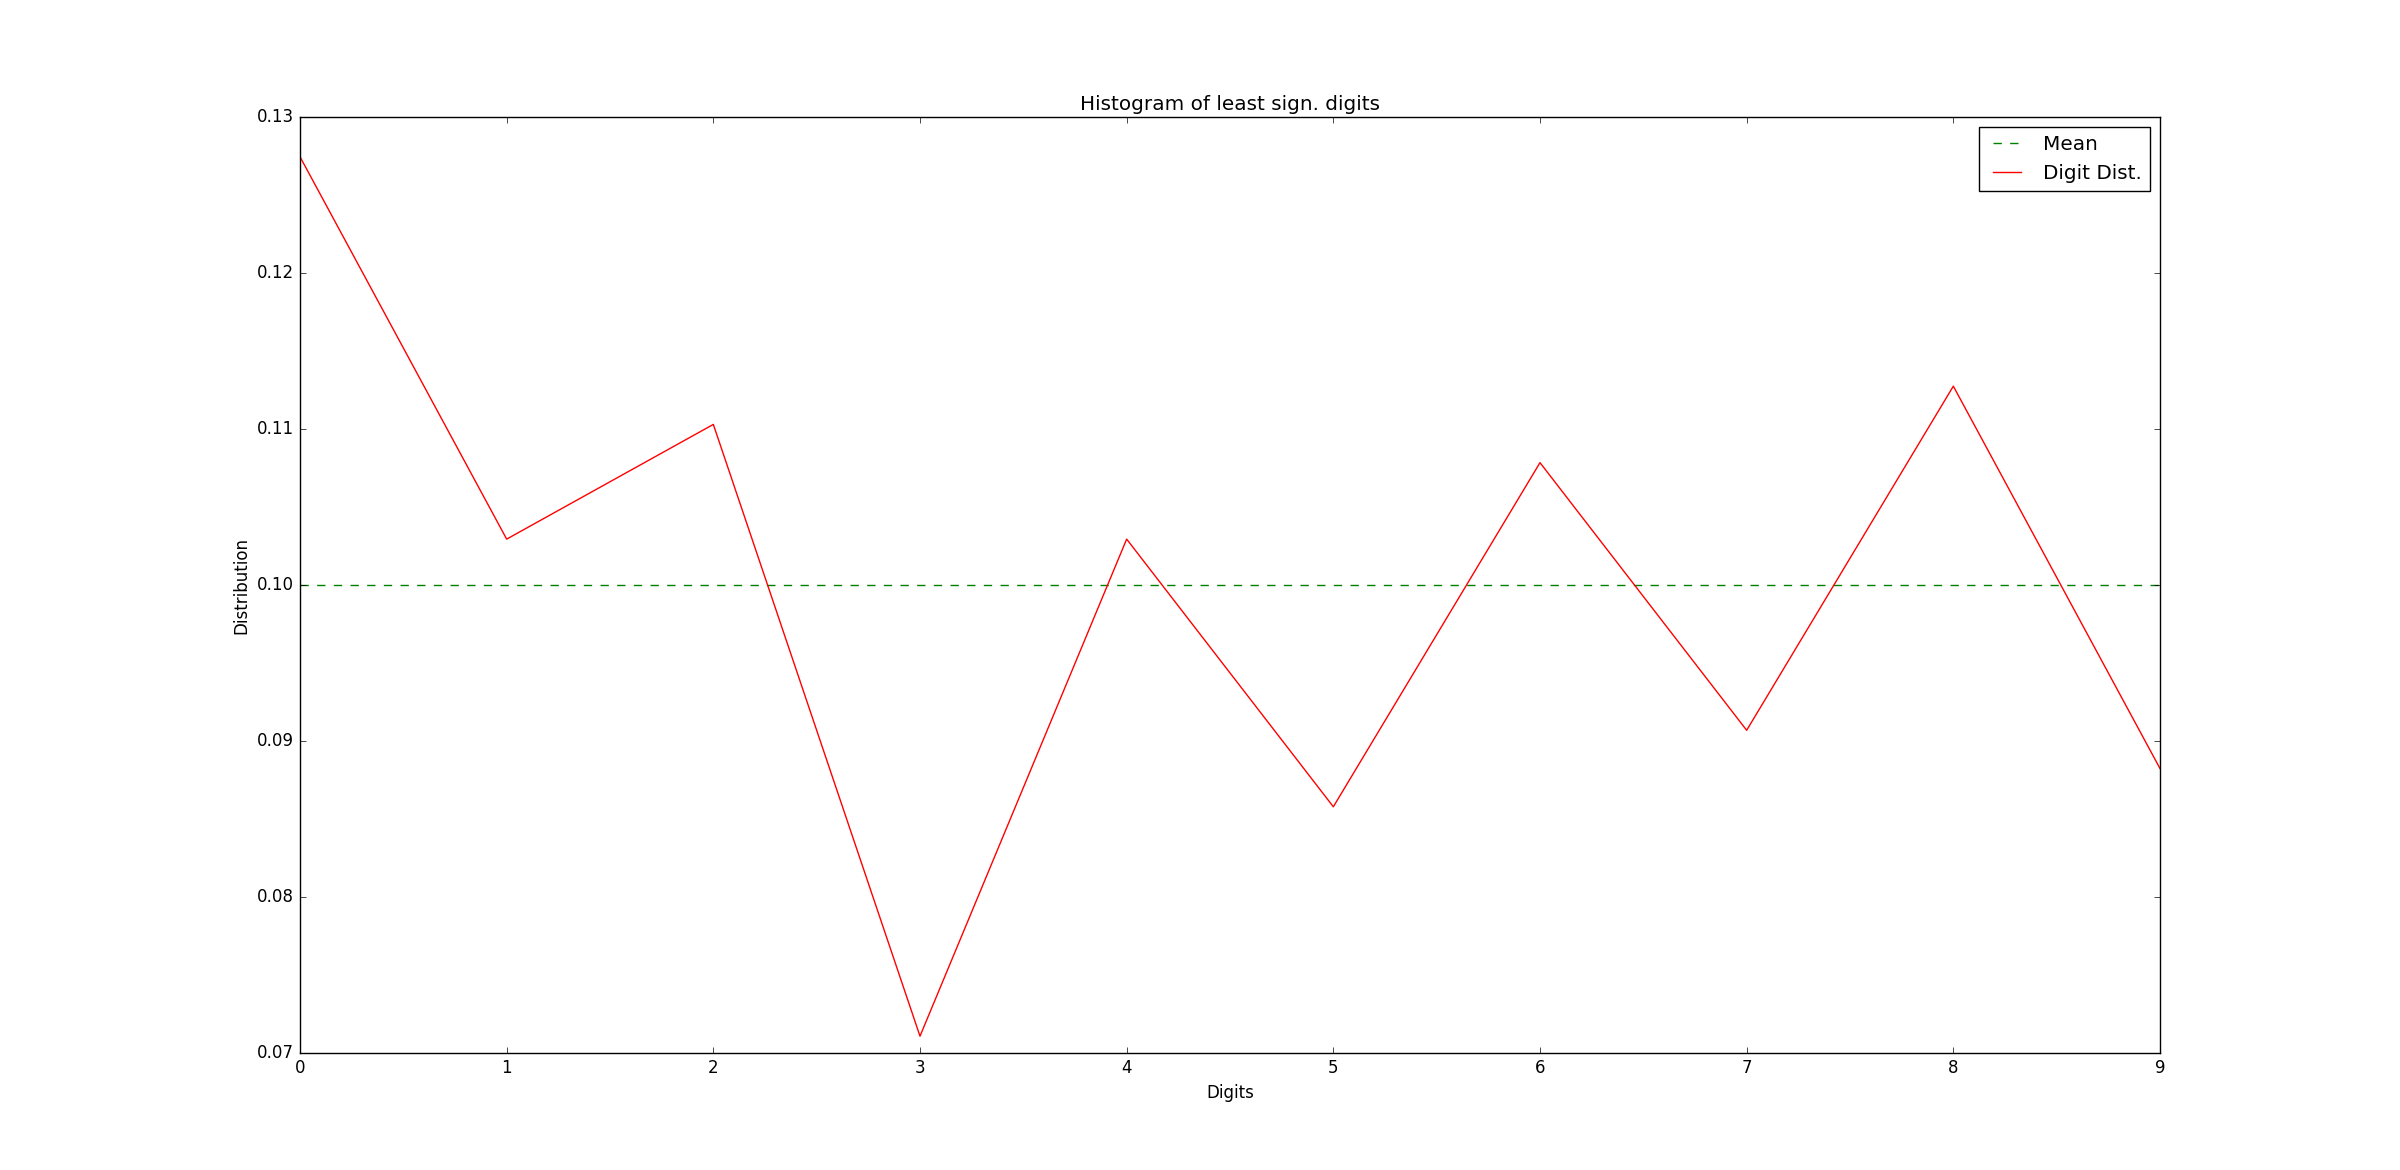 Histogram of least sign. digits
0.13
0.12
0.11
0.10
0.09
0.08
0.07
Distribution
Mean
Digit Dist.
0 1 2 3 4 5 6 7 8 9
Digits